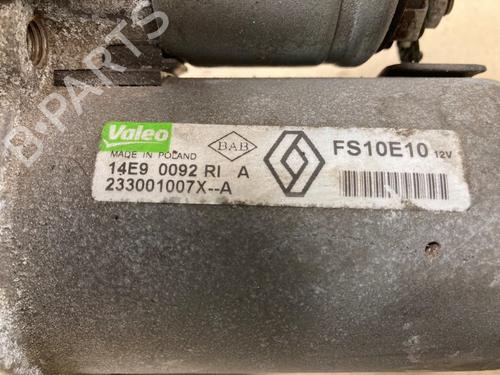 Valeo
MADE IN POLAND
14E9 0092 RI A
233001007X--A
BAB
FS10E10 12V
B-PARTS